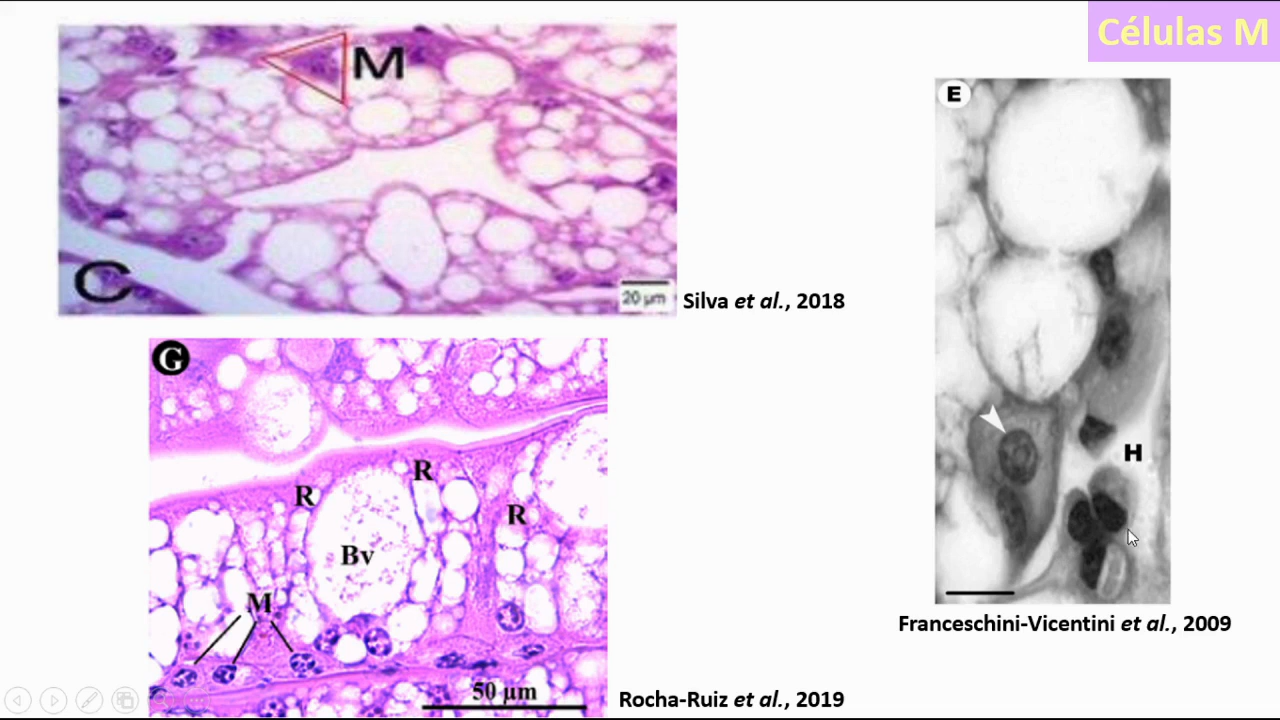 Células M
M
C
20 µm
Silva et al., 2018
E
H
Franceschini-Vicentini et al., 2009
G
R
R
R
Bv
M
50 µm
Rocha-Ruiz et al., 2019